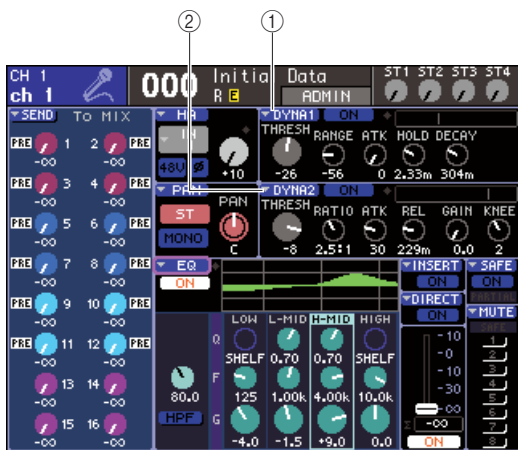 ② ①
CH 1
ch 1
000 Initia Data
R E ADMIN
ST1 ST2 ST3 ST4
SEND To MIX
PRE 1 2 PRE
-∞ -∞
PRE 3 4 PRE
-∞ -∞
PRE 5 6 PRE
-∞ -∞
PRE 7 8 PRE
-∞ -∞
PRE 9 10 PRE
-∞ -∞
PRE 11 12 PRE
-∞ -∞
13 14
-∞ -∞
15 16
-∞ -∞
HA
IN
48V ø
+10
DYNA1 ON
THRESH RANGE ATK HOLD DECAY
-26 -56 0 2.33m 304m
PAN
ST
PAN
MONO
C
DYNA2 ON
THRESH RATIO ATK REL GAIN KNEE
-8 2.5:1 30 229m 0.0 2
EQ
ON
LOW L-MID H-MID HIGH
Q
SHELF 0.70 0.70 SHELF
F
80.0 125 1.00k 4.00k 10.0k
HPF
G
-4.0 -1.5 +9.0 0.0
INSERT
ON
DIRECT
ON
-10
-0
-10
-30
-∞
Σ -∞
ON
SAFE
ON
PARTIAL
MUTE
SAFE
1
2
3
4
5
6
7
8